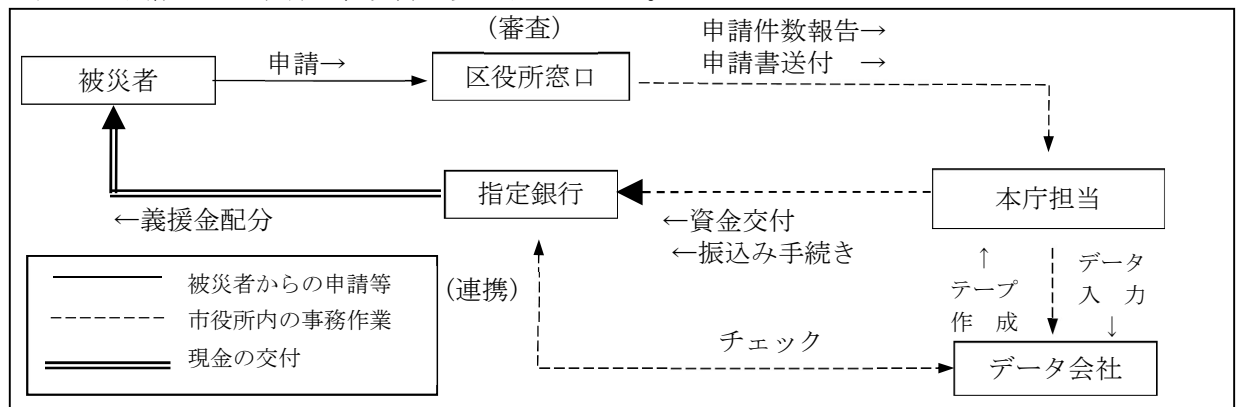 (審査)
申請件数報告→
申請書送付 →
被災者
申請→
区役所窓口
指定銀行
本庁担当
←義援金配分
←資金交付
←振込み手続き
被災者からの申請等
市役所内の事務作業
現金の交付
(連携)
チェック
↑
テープ
作 成
データ
入 力
↓
データ会社